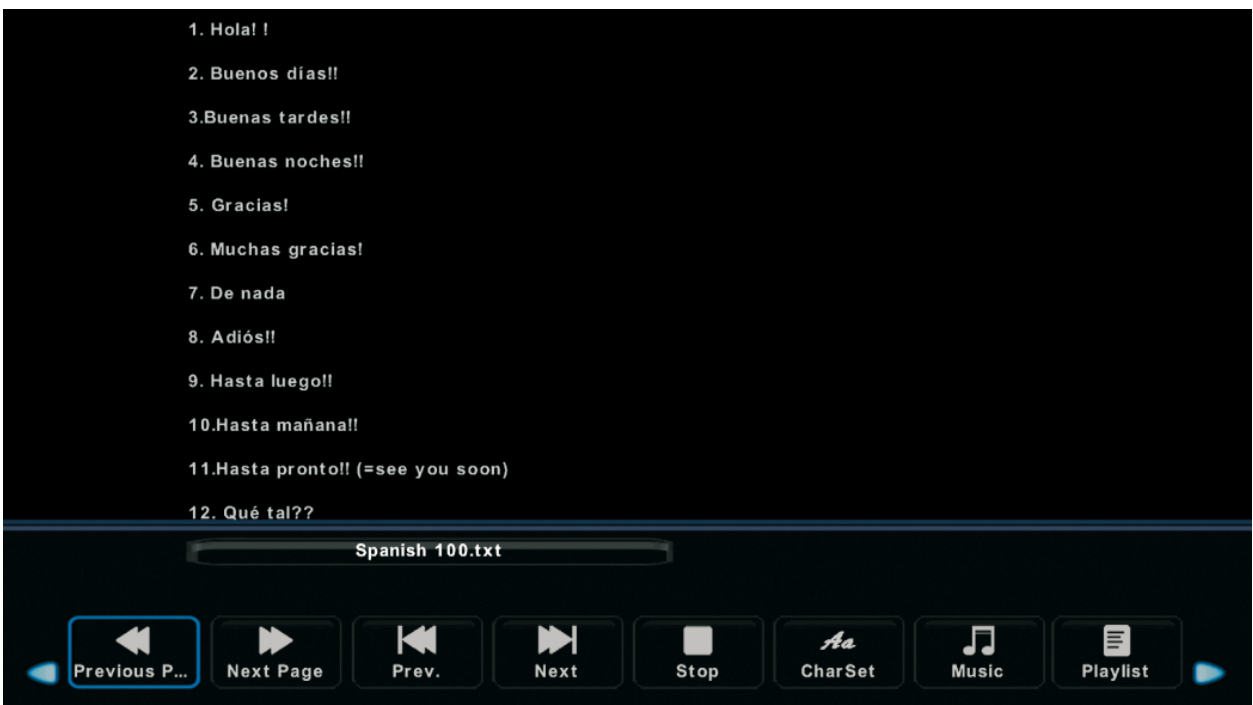 1. Hola! !
2. Buenos días!!
3.Buenas tardes!!
4. Buenas noches!!
5. Gracias!
6. Muchas gracias!
7. De nada
8. Adiós!!
9. Hasta luego!!
10.Hasta mañana!!
11.Hasta pronto!! (=see you soon)
12. Qué tal??
Spanish 100.txt
Previous P... Next Page Prev. Next Stop Aa CharSet Music Playlist